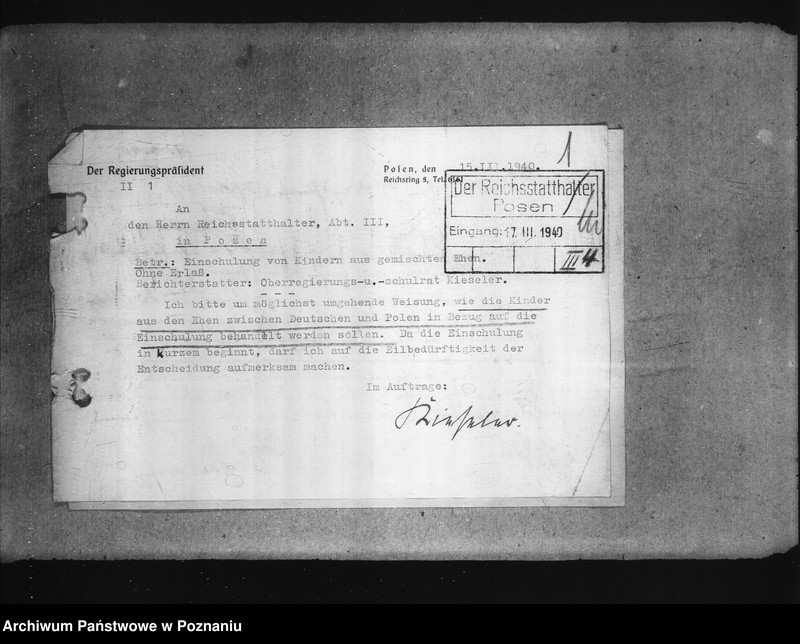 1
Der Regierungspräsident
Posen, den 15.III.1940.
II 1
Reichsring 5, Tel.
Der Reichsstatthalter
Posen
Eingang: 17. III. 1940
III 4
An
den Herrn Reichsstatthalter, Abt. III,
in Posen
Betr.: Einschulung von Kindern aus gemischten Ehen.
Ohne Erlaß.
Berichterstatter: Oberregierungs-u.-schulrat Kieseler.
Ich bitte um möglichst umgehende Weisung, wie die Kinder
aus den Ehen zwischen Deutschen und Polen in Bezug auf die
Einschulung behandelt werden sollen. Da die Einschulung
in Kurzem beginnt, darf ich auf die Eilbedürftigkeit der
Entscheidung aufmerksam machen.
Im Auftrage:
Kieseler.
Archiwum Państwowe w Poznaniu